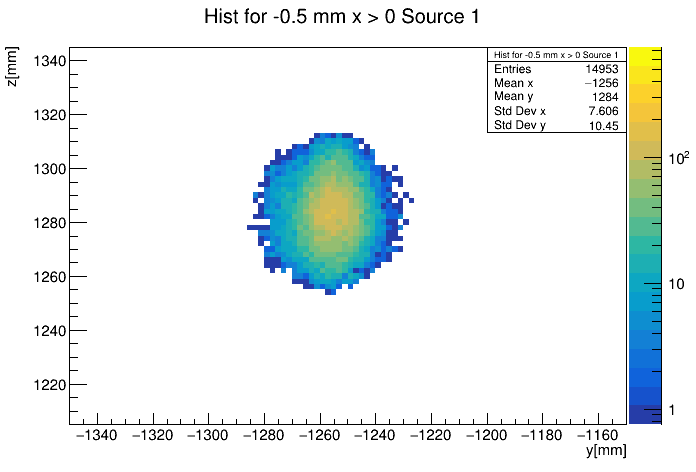 Hist for -0.5 mm x > 0 Source 1
z[mm]
Hist for -0.5 mm x > 0 Source 1
Entries 14953
Mean x −1256
Mean y 1284
Std Dev x 7.606
Std Dev y 10.45
1340
1320
1300
1280
1260
1240
1220
10²
10
1
−1340 −1320 −1300 −1280 −1260 −1240 −1220 −1200 −1180 −1160
y[mm]